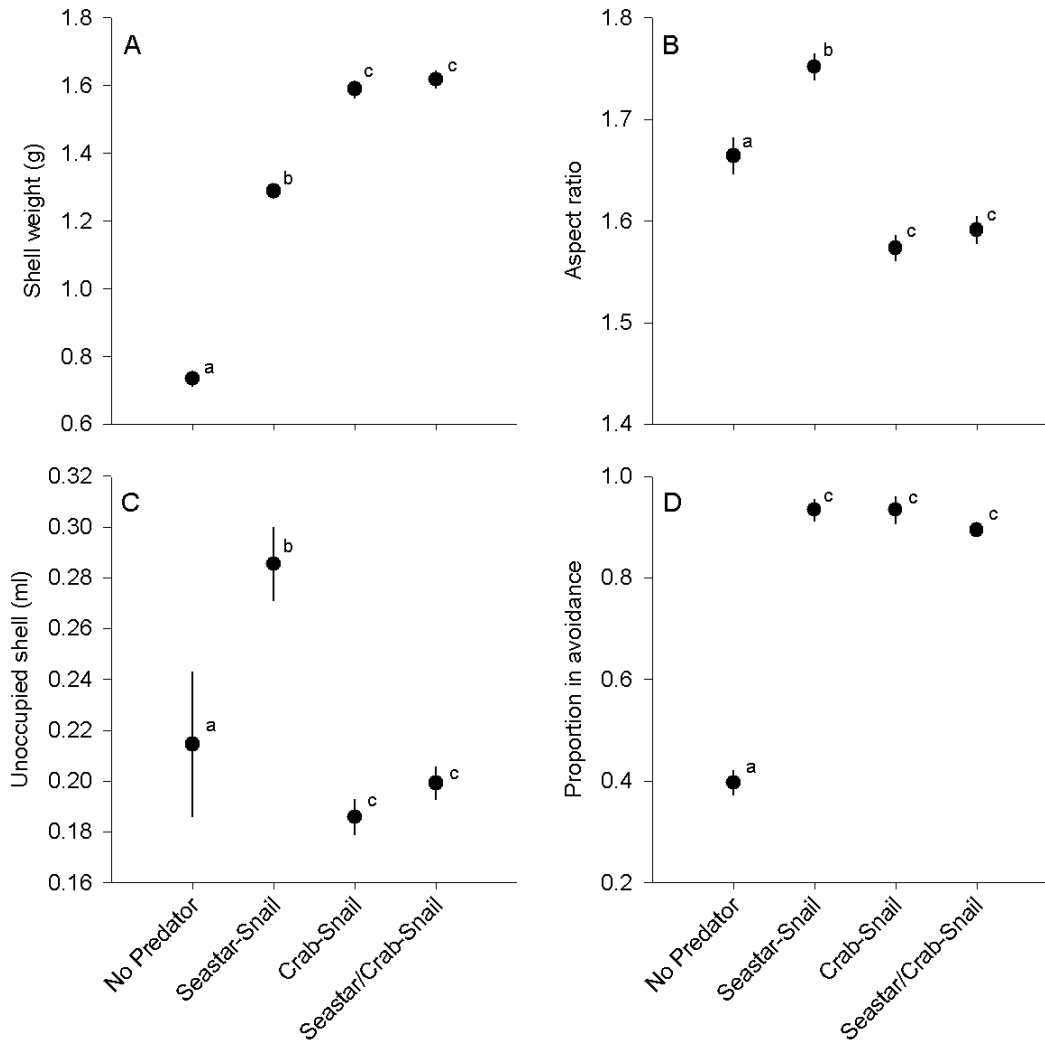 A
Shell weight (g)
1.8
1.6
1.4
1.2
1.0
0.8
0.6
a
b
c
c
B
Aspect ratio
1.8
1.7
1.6
1.5
1.4
a
b
c
c
C
Unoccupied shell (ml)
0.32
0.30
0.28
0.26
0.24
0.22
0.20
0.18
0.16
a
b
c
c
No Predator
Seastar-Snail
Crab-Snail
Seastar/Crab-Snail
D
Proportion in avoidance
1.0
0.8
0.6
0.4
0.2
a
c
c
c
No Predator
Seastar-Snail
Crab-Snail
Seastar/Crab-Snail